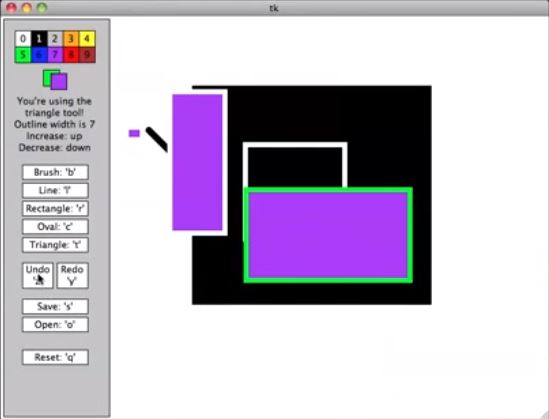 tk
0 1 2 3 4
5 6 7 8 9
You're using the
triangle tool!
Outline width is 7
Increase: up
Decrease: down
Brush: 'b'
Line: 'l'
Rectangle: 'r'
Oval: 'c'
Triangle: 't'
Undo Redo
'y'
Save: 's'
Open: 'o'
Reset: 'q'